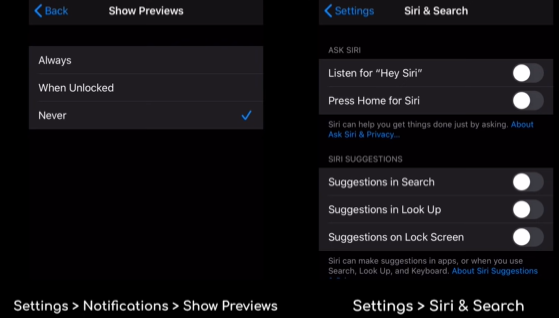 Back
Show Previews
Always
When Unlocked
Never
Settings > Notifications > Show Previews
Settings
Siri & Search
ASK SIRI
Listen for “Hey Siri”
Press Home for Siri
Siri can help you get things done just by asking. About
Ask Siri & Privacy...
SIRI SUGGESTIONS
Suggestions in Search
Suggestions in Look Up
Suggestions on Lock Screen
Siri can make suggestions in apps, or when you use
Search, Look Up, and Keyboard. About Siri Suggestions
Settings > Siri & Search